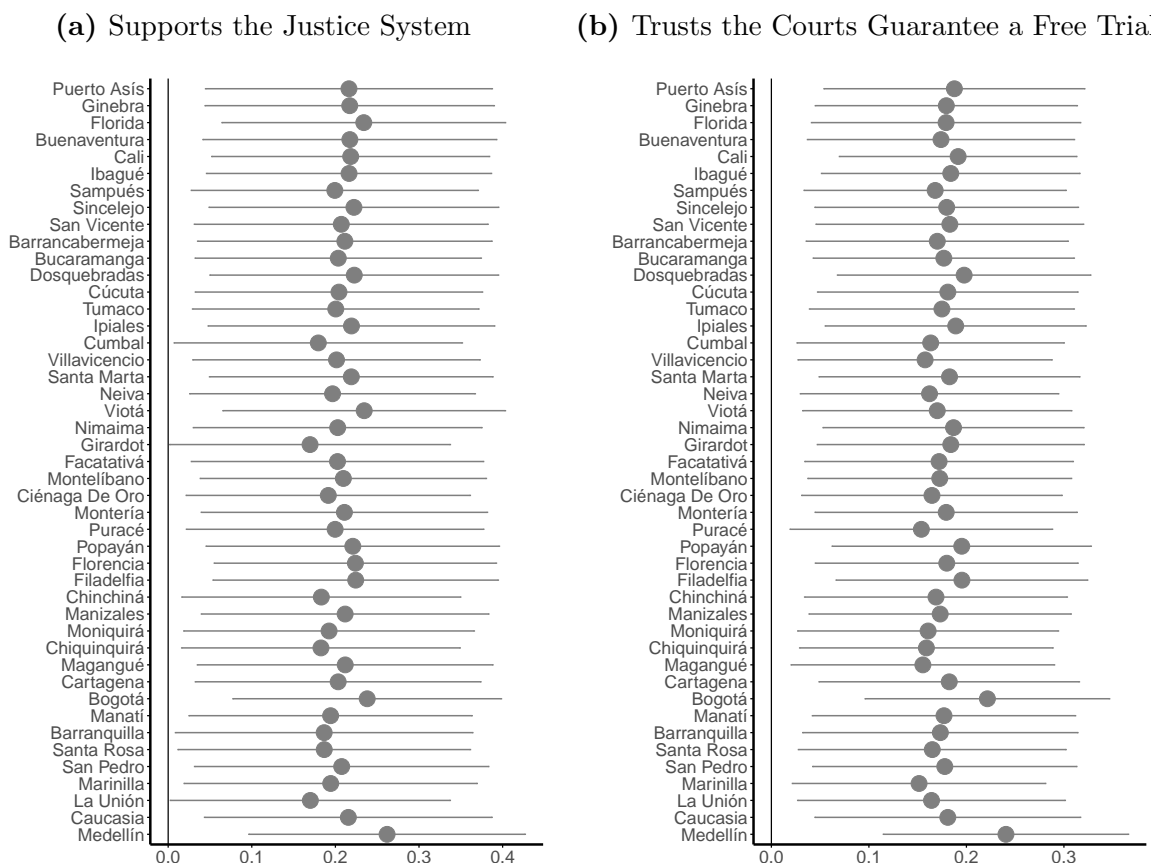 (a) Supports the Justice System
(b) Trusts the Courts Guarantee a Free Trial
Puerto Asís
Ginebra
Florida
Buenaventura
Cali
Ibagué
Sampués
Sincelejo
San Vicente
Barrancabermeja
Bucaramanga
Dosquebradas
Cúcuta
Tumaco
Ipiales
Cumbal
Villavicencio
Santa Marta
Neiva
Viotá
Nimaima
Girardot
Facatativá
Montelíbano
Ciénaga De Oro
Montería
Puracé
Popayán
Florencia
Filadelfia
Chinchiná
Manizales
Moniquirá
Chiquinquirá
Magangué
Cartagena
Bogotá
Manatí
Barranquilla
Santa Rosa
San Pedro
Marinilla
La Unión
Caucasia
Medellín
0.0 0.1 0.2 0.3 0.4
Puerto Asís
Ginebra
Florida
Buenaventura
Cali
Ibagué
Sampués
Sincelejo
San Vicente
Barrancabermeja
Bucaramanga
Dosquebradas
Cúcuta
Tumaco
Ipiales
Cumbal
Villavicencio
Santa Marta
Neiva
Viotá
Nimaima
Girardot
Facatativá
Montelíbano
Ciénaga De Oro
Montería
Puracé
Popayán
Florencia
Filadelfia
Chinchiná
Manizales
Moniquirá
Chiquinquirá
Magangué
Cartagena
Bogotá
Manatí
Barranquilla
Santa Rosa
San Pedro
Marinilla
La Unión
Caucasia
Medellín
0.0 0.1 0.2 0.3